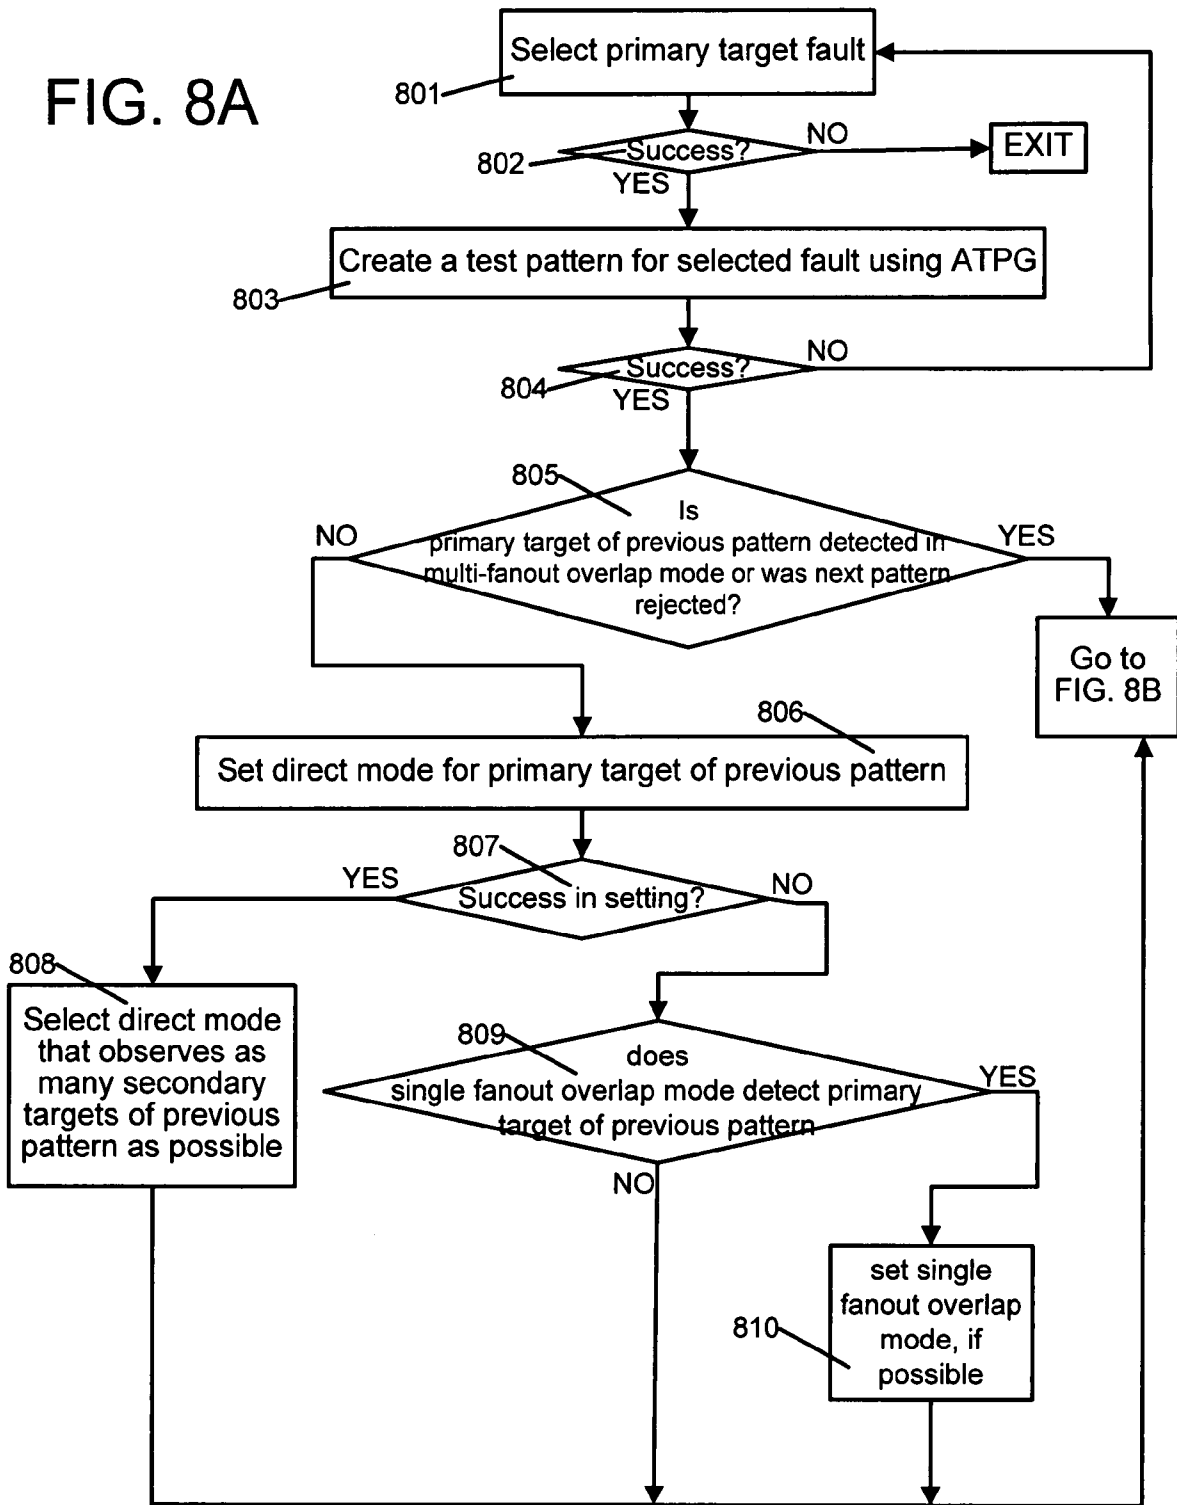 FIG. 8A
Select primary target fault
801
802
Success?
NO
EXIT
YES
Create a test pattern for selected fault using ATPG
803
Success?
NO
804
YES
805
NO
Is
YES
primary target of previous pattern detected in
multi-fanout overlap mode or was next pattern
rejected?
Go to
FIG. 8B
806
Set direct mode for primary target of previous pattern
807
YES
Success in setting?
NO
808
Select direct mode
that observes as
many secondary
targets of previous
pattern as possible
809
does
single fanout overlap mode detect primary
target of previous pattern
YES
NO
set single
fanout overlap
mode, if
possible
810